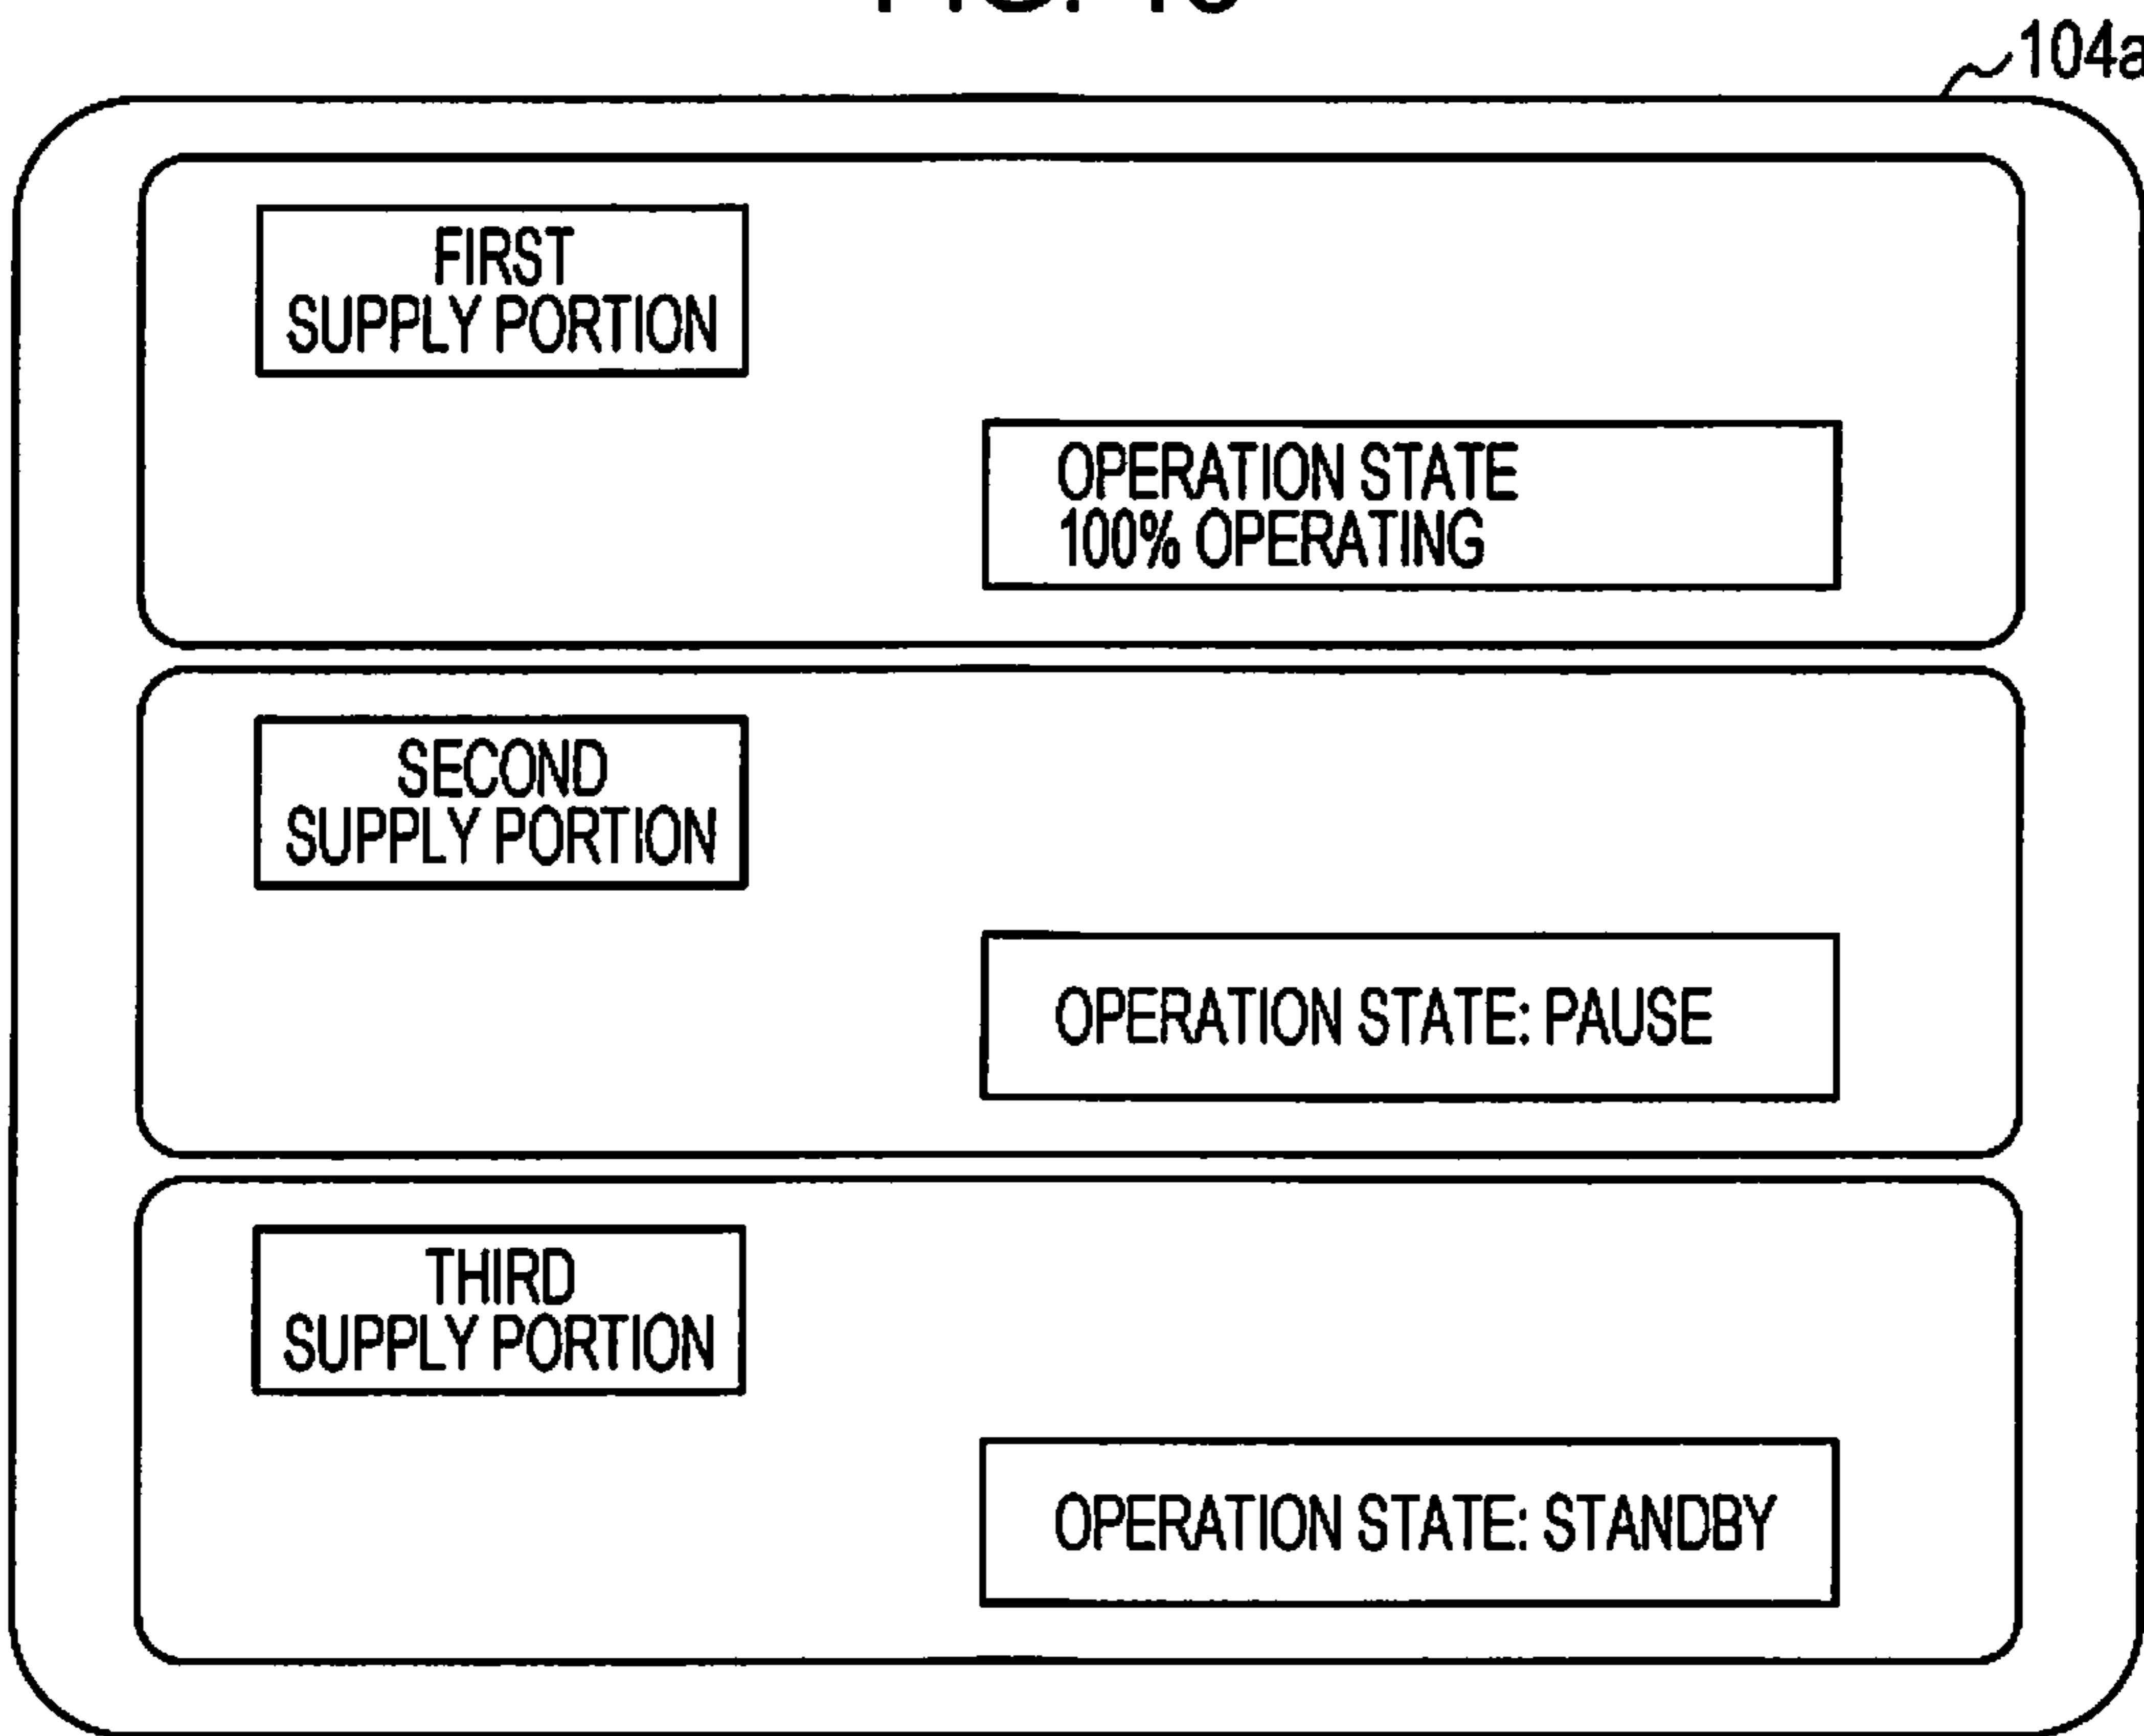 104a
FIRST
SUPPLY PORTION
OPERATION STATE
100% OPERATING
SECOND
SUPPLY PORTION
OPERATION STATE: PAUSE
THIRD
SUPPLY PORTION
OPERATION STATE: STANDBY